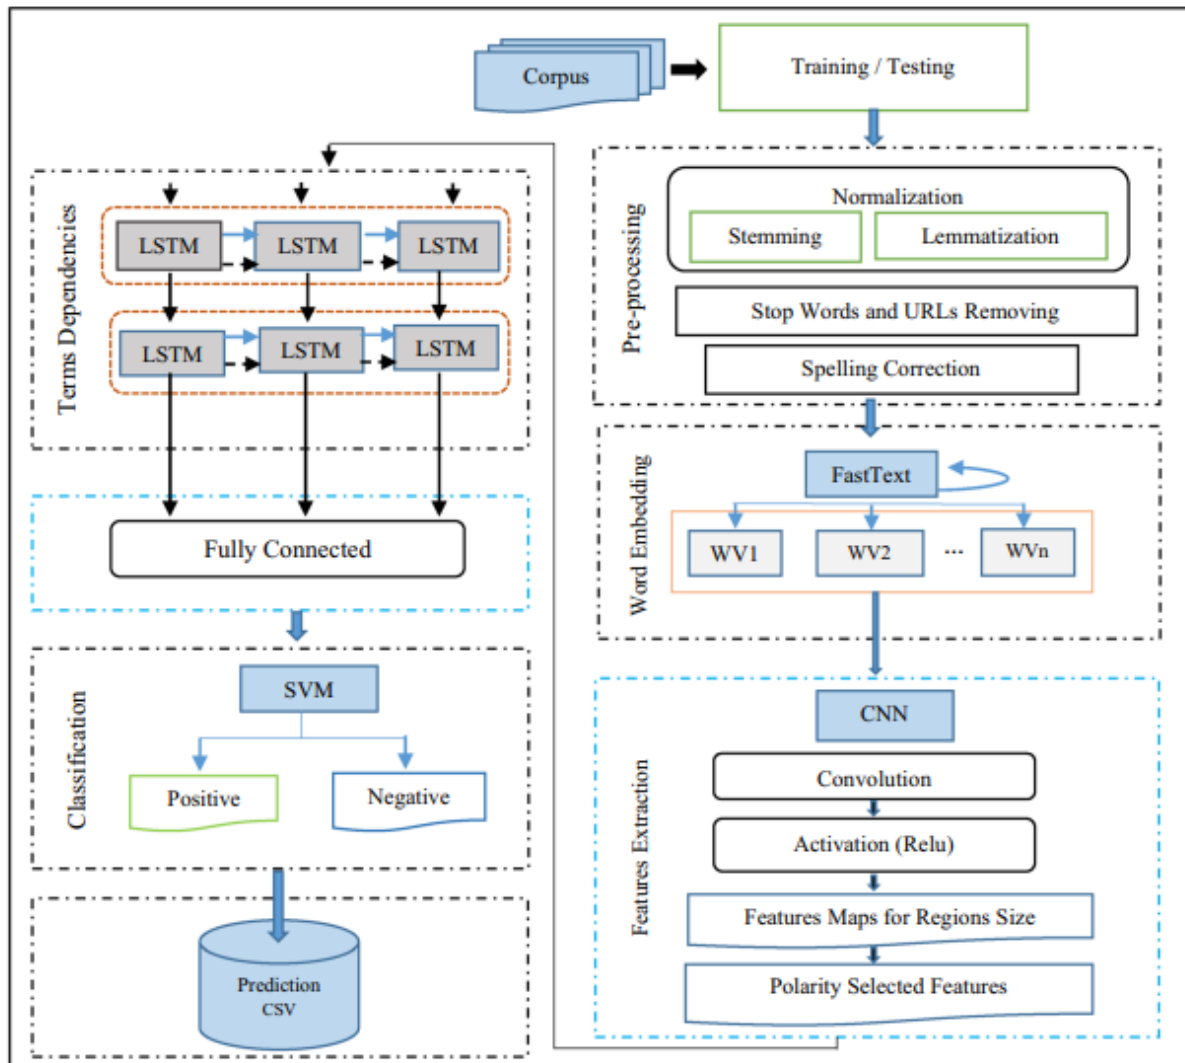 Corpus
Training / Testing
Pre-processing
Normalization
Stemming
Lemmatization
Stop Words and URLs Removing
Spelling Correction
Word Embedding
FastText
WV1
WV2
...
WVn
Features Extraction
CNN
Convolution
Activation (Relu)
Features Maps for Regions Size
Polarity Selected Features
Terms Dependencies
LSTM
LSTM
LSTM
LSTM
LSTM
LSTM
Fully Connected
Classification
SVM
Positive
Negative
Prediction
CSV